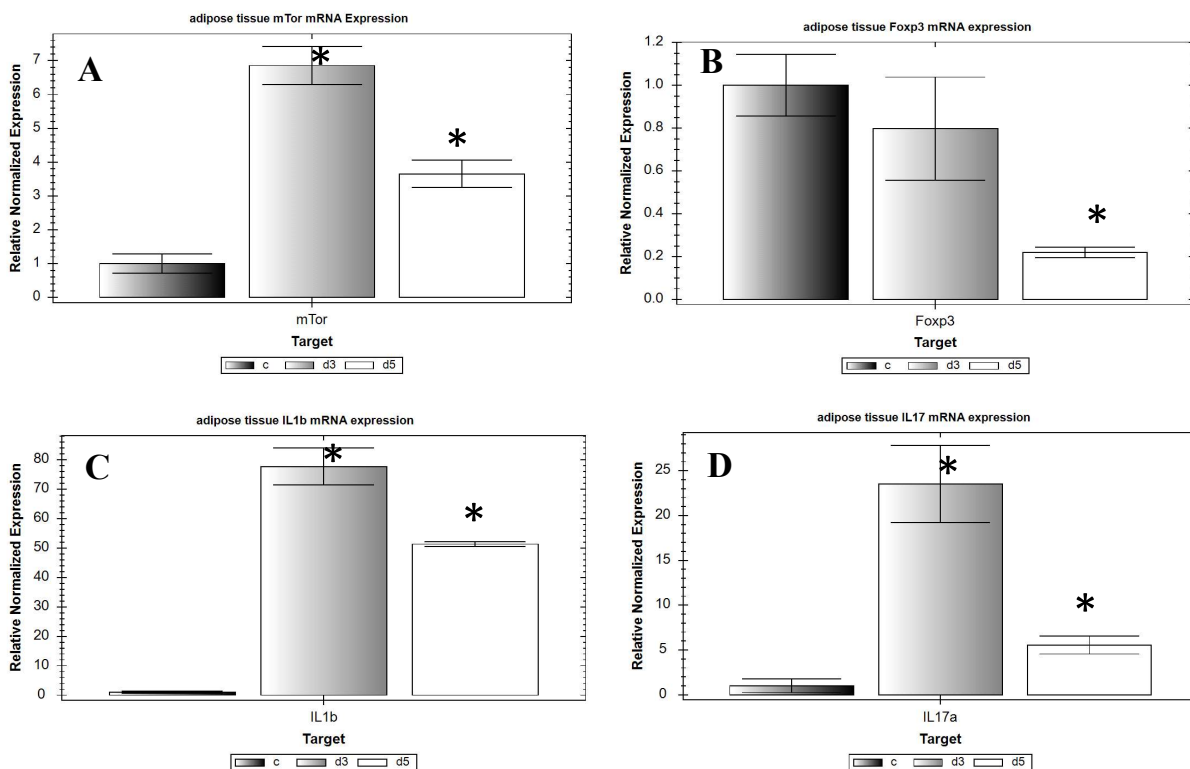 adipose tissue mTor mRNA Expression
A
Relative Normalized Expression
7
6
5
4
3
2
1
0
*
*
mTor
Target
c d3 d5
adipose tissue Foxp3 mRNA expression
B
Relative Normalized Expression
1.2
1.0
0.8
0.6
0.4
0.2
0.0
*
Foxp3
Target
c d3 d5
adipose tissue IL1b mRNA expression
C
Relative Normalized Expression
80
70
60
50
40
30
20
10
0
*
*
IL1b
Target
c d3 d5
adipose tissue IL17 mRNA expression
D
Relative Normalized Expression
25
20
15
10
5
0
*
*
IL17a
Target
c d3 d5